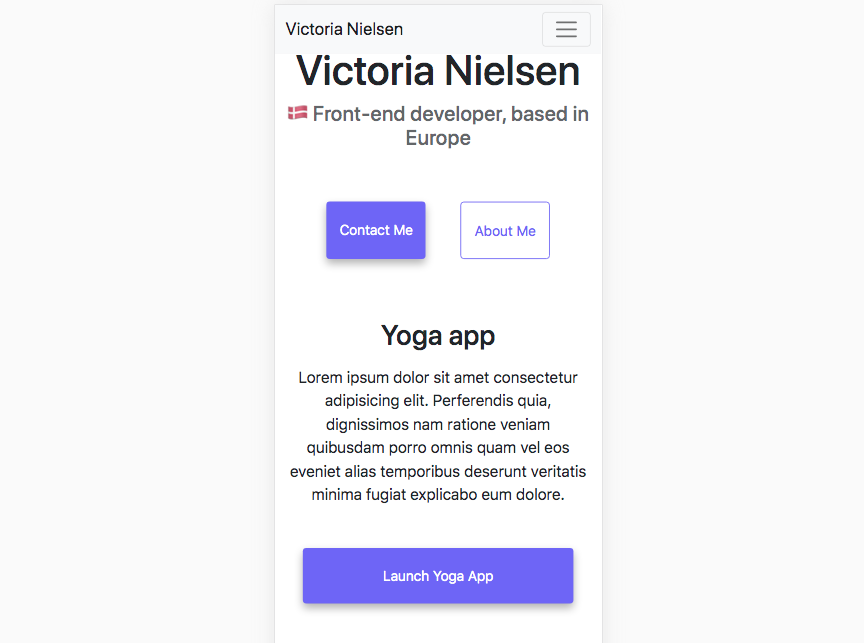 Victoria Nielsen
Victoria Nielsen
🇩🇰 Front-end developer, based in
Europe
Contact Me
About Me
Yoga app
Lorem ipsum dolor sit amet consectetur
adipisicing elit. Perferendis quia,
dignissimos nam ratione veniam
quibusdam porro omnis quam vel eos
eveniet alias temporibus deserunt veritatis
minima fugiat explicabo eum dolore.
Launch Yoga App